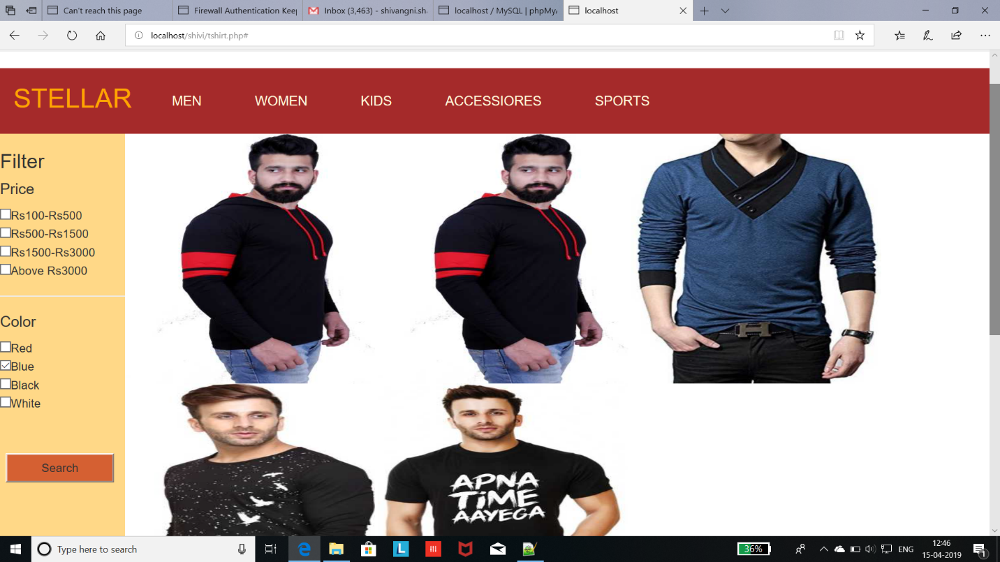 Can't reach this page
Firewall Authentication Keep
Inbox (3,463) - shivangni.sh
localhost / MySQL | phpMy
localhost
localhost/shivi/tshirt.php#
STELLAR MEN WOMEN KIDS ACCESSIORES SPORTS
Filter
Price
Rs100-Rs500
Rs500-Rs1500
Rs1500-Rs3000
Above Rs3000
Color
Red
Blue
Black
White
Search
APNA
TiME
AAYEGA
Type here to search
36%
ENG
12:46
15-04-2019
1